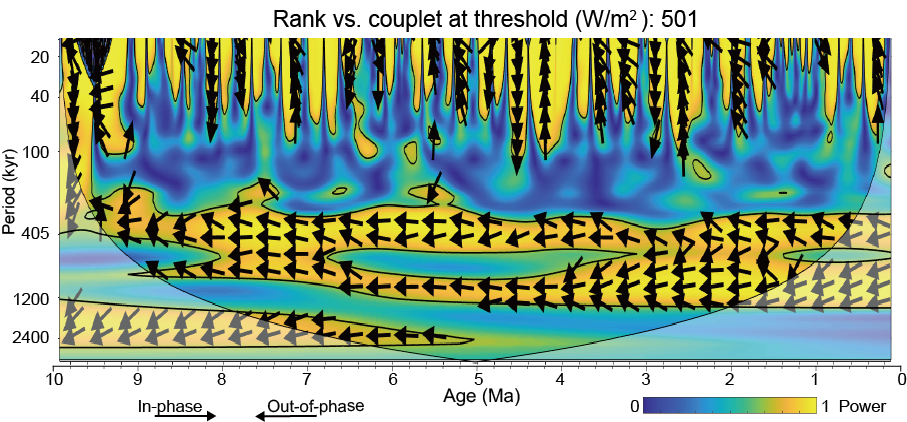 Rank vs. couplet at threshold (W/m²): 501
Period (kyr)
20
40
100
405
1200
2400
10 9 8 7 6 5 4 3 2 1 0
Age (Ma)
In-phase Out-of-phase
0 1 Power